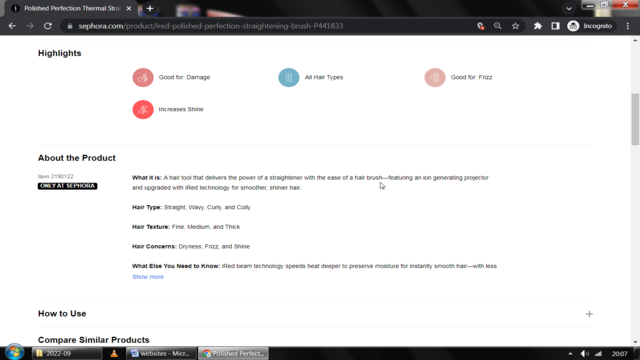 Polished Perfection Thermal Strai
Incognito
sephora.com/product/ired-polished-perfection-straightening-brush-P441833
Highlights
Good for: Damage
All Hair Types
Good for: Frizz
Increases Shine
About the Product
Item 2190122
ONLY AT SEPHORA
What it is: A hair tool that delivers the power of a straightener with the ease of a hair brush—featuring an ion generating projector
and upgraded with iRed technology for smoother, shinier hair.
Hair Type: Straight, Wavy, Curly, and Coily
Hair Texture: Fine, Medium, and Thick
Hair Concerns: Dryness, Frizz, and Shine
What Else You Need to Know: iRed beam technology speeds heat deeper to preserve moisture for instantly smooth hair—with less
Show more
How to Use
Compare Similar Products
2022-09
websites - Micr...
Polished Perfect...
20:07